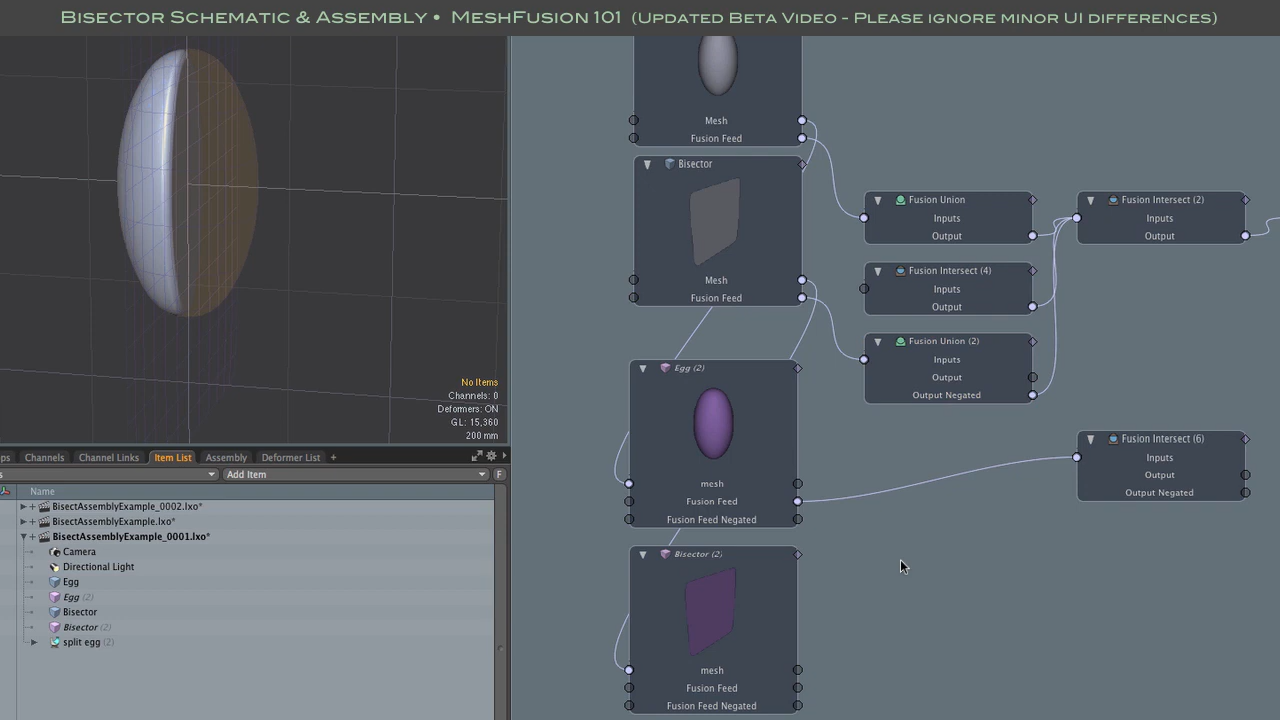 Bisector Schematic & Assembly • MeshFusion 101 (Updated Beta Video - Please ignore minor UI differences)
Mesh
Fusion Feed
Bisector
Mesh
Fusion Feed
Fusion Union
Inputs
Output
Fusion Intersect (2)
Inputs
Output
Fusion Intersect (4)
Inputs
Output
Fusion Union (2)
Inputs
Output
Output Negated
Egg (2)
mesh
Fusion Feed
Fusion Feed Negated
Fusion Intersect (6)
Inputs
Output
Output Negated
Bisector (2)
mesh
Fusion Feed
Fusion Feed Negated
No Items
Channels: 0
Deformers: ON
GL: 15,360
200 mm
ps Channels Channel Links Item List Assembly Deformer List +
s Add Item F
Name
BisectAssemblyExample_0002.lxo*
BisectAssemblyExample.lxo*
BisectAssemblyExample_0001.lxo*
Camera
Directional Light
Egg
Egg (2)
Bisector
Bisector (2)
split egg (2)